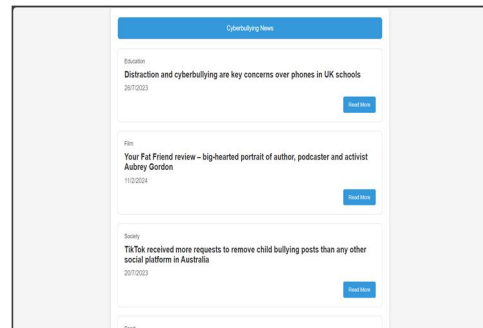 Cyberbullying News
Education
Distraction and cyberbullying are key concerns over phones in UK schools
26/7/2023
Read More
Film
Your Fat Friend review – big-hearted portrait of author, podcaster and activist
Aubrey Gordon
11/2/2024
Read More
Society
TikTok received more requests to remove child bullying posts than any other
social platform in Australia
20/7/2023
Read More